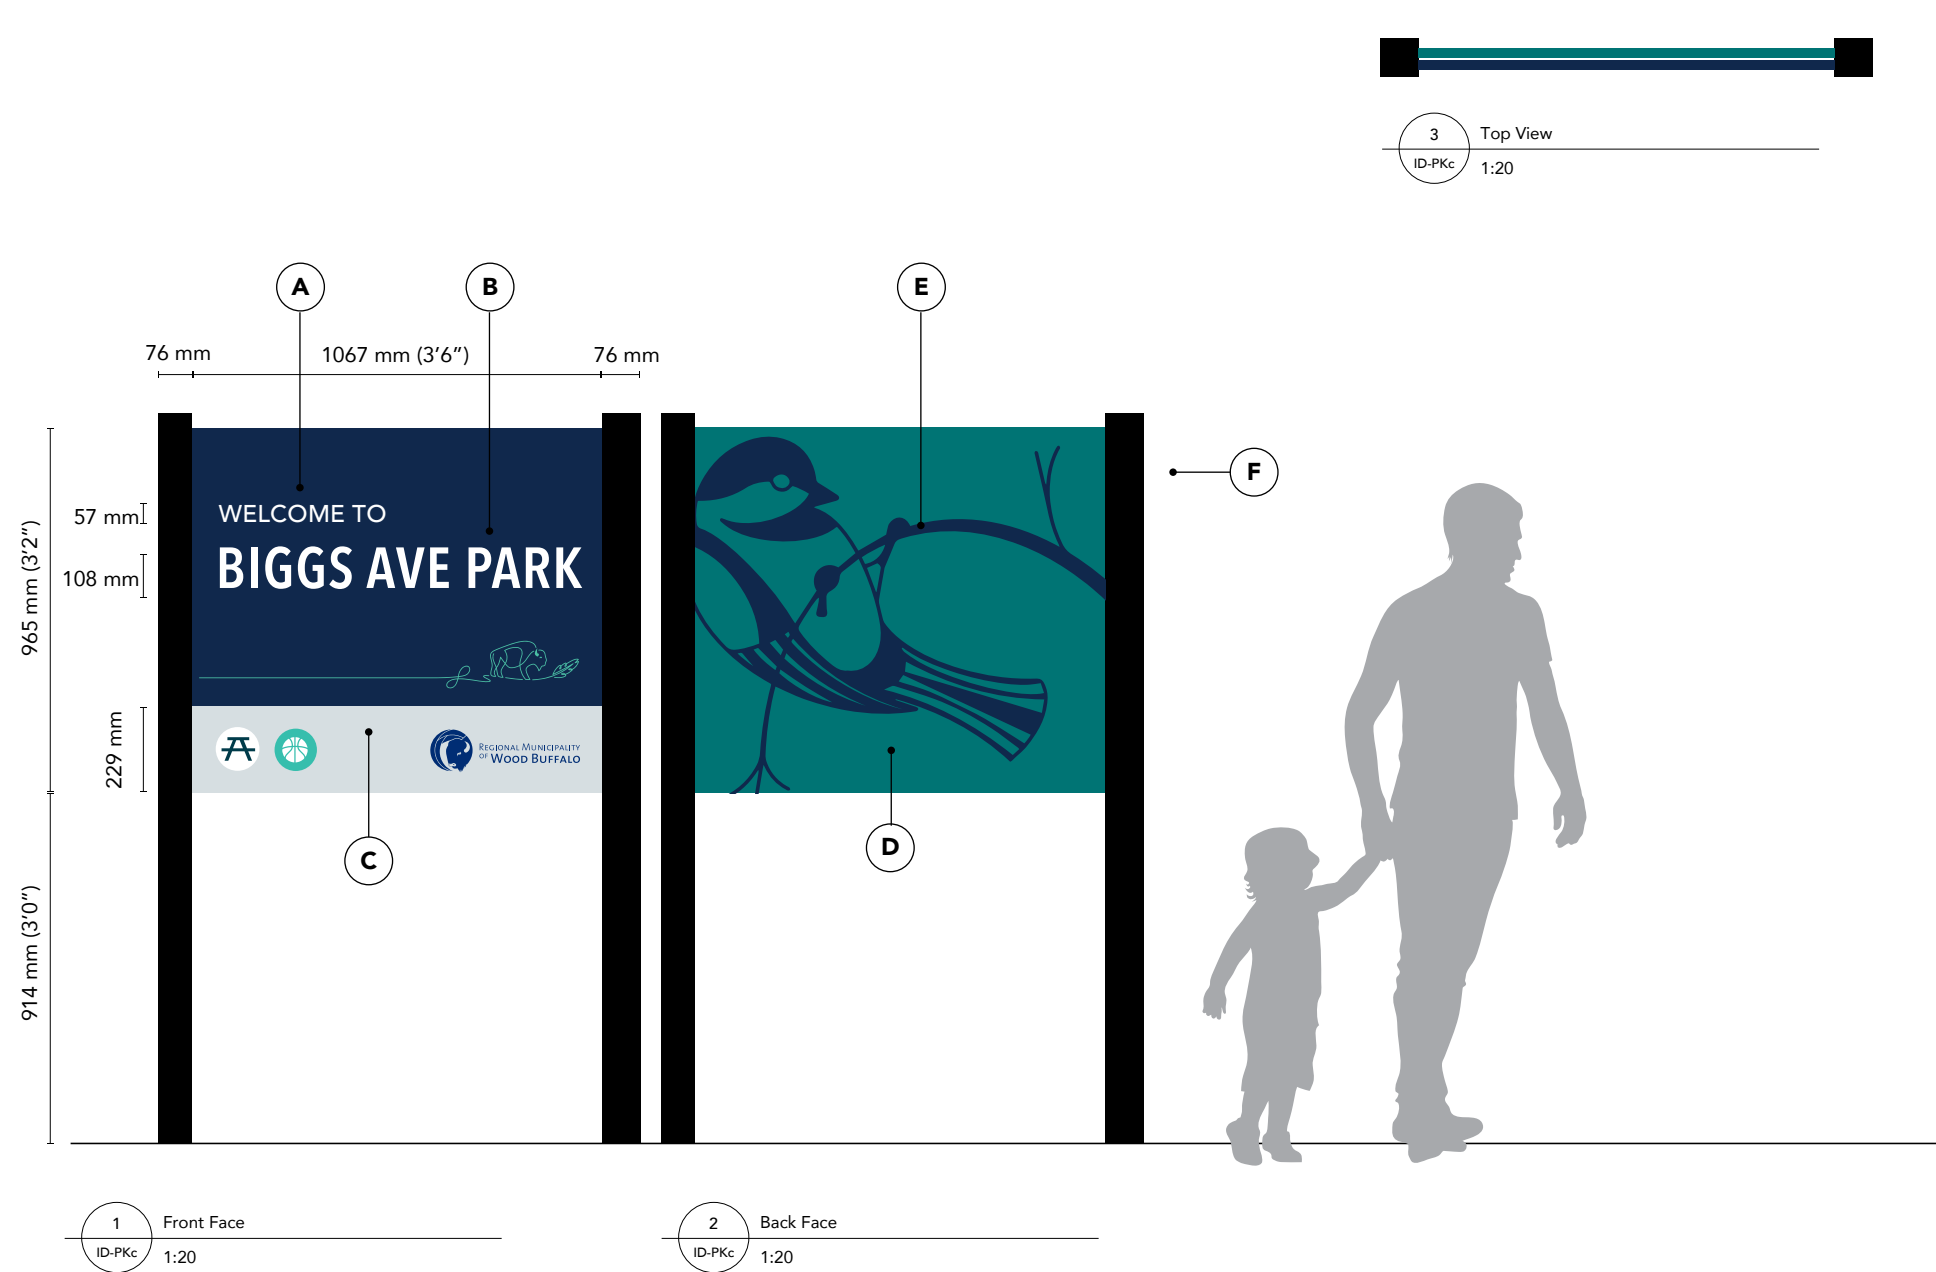 3
Top View
ID-PKc
1:20
A
B
E
76 mm
1067 mm (3’6”)
76 mm
F
965 mm (3’2”)
57 mm
WELCOME TO
108 mm
BIGGS AVE PARK
229 mm
REGIONAL MUNICIPALITY
OF WOOD BUFFALO
C
D
914 mm (3’0”)
1
Front Face
ID-PKc
1:20
2
Back Face
ID-PKc
1:20